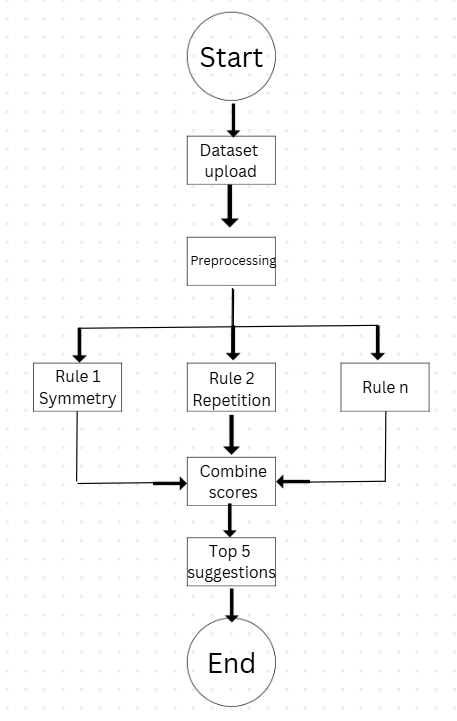 Start
Dataset
upload
Preprocessing
Rule 1
Symmetry
Rule 2
Repetition
Rule n
Combine
scores
Top 5
suggestions
End